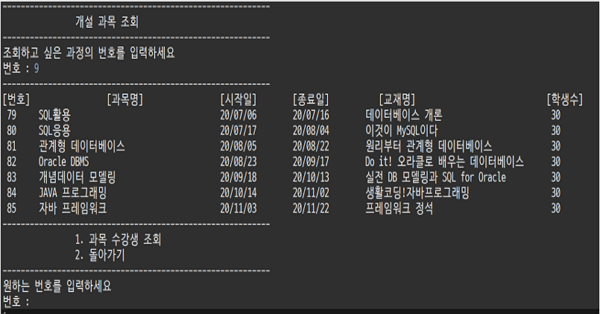 개설 과목 조회
조회하고 싶은 과정의 번호를 입력하세요
번호 : 9
[번호] [과목명] [시작일] [종료일] [교재명] [학생수]
79 SQL활용 20/07/06 20/07/16 데이터베이스 개론 30
80 SQL응용 20/07/17 20/08/04 이것이 MySQL이다 30
81 관계형 데이터베이스 20/08/05 20/08/22 원리부터 관계형 데이터베이스 30
82 Oracle DBMS 20/08/23 20/09/17 Do it! 오라클로 배우는 데이터베이스 30
83 개념데이터 모델링 20/09/18 20/10/13 실전 DB 모델링과 SQL for Oracle 30
84 JAVA 프로그래밍 20/10/14 20/11/02 생활코딩!자바프로그래밍 30
85 자바 프레임워크 20/11/03 20/11/22 프레임워크 정석 30
1. 과목 수강생 조회
2. 돌아가기
원하는 번호를 입력하세요
번호 :